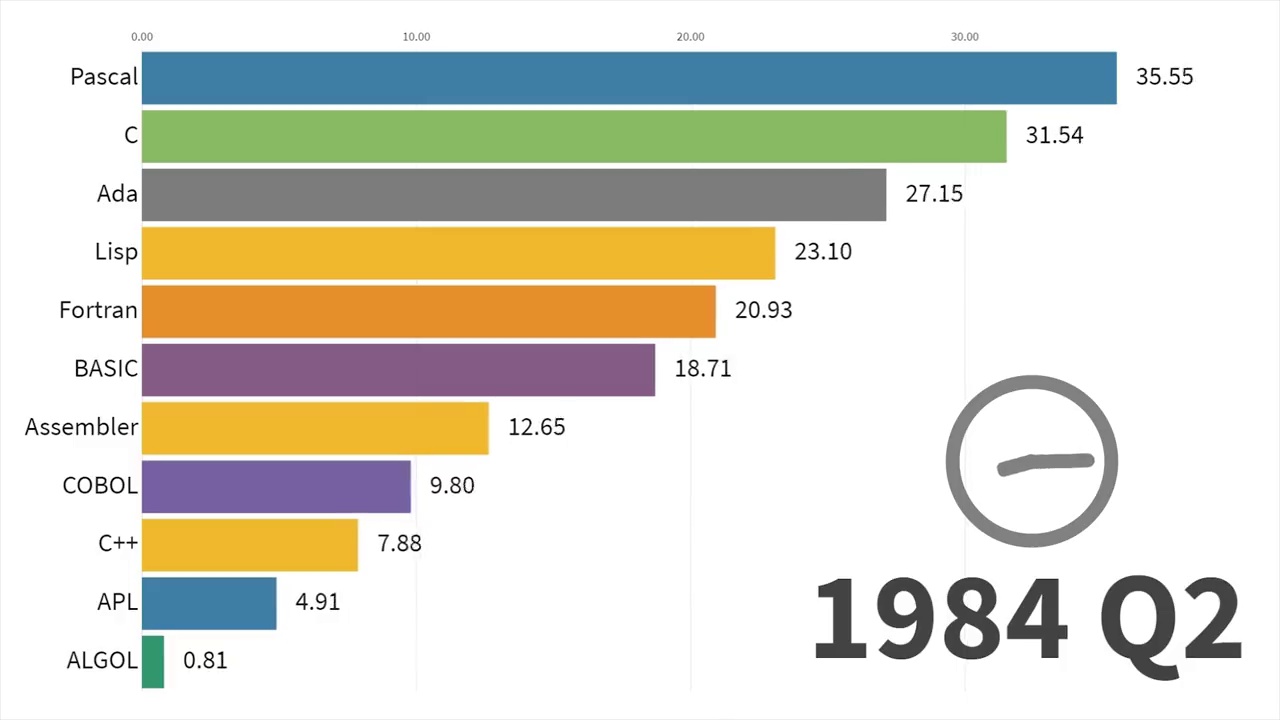 0.00 10.00 20.00 30.00
Pascal 35.55
C 31.54
Ada 27.15
Lisp 23.10
Fortran 20.93
BASIC 18.71
Assembler 12.65
COBOL 9.80
C++ 7.88
APL 4.91
ALGOL 0.81
1984 Q2